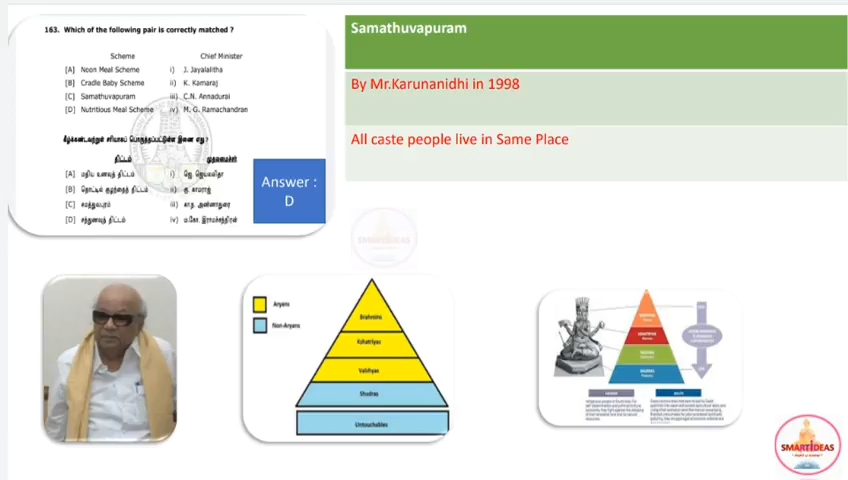 163. Which of the following pair is correctly matched ?
Scheme Chief Minister
[A] Noon Meal Scheme i) J. Jayalalitha
[B] Cradle Baby Scheme ii) K. Kamaraj
[C] Samathuvapuram iii) C.N. Annadurai
[D] Nutritious Meal Scheme iv) M. G. Ramachandran
கீழ்க்கண்டவற்றுள் சரியாகப் பொருத்தப்பட்டுள்ள இணை எது ?
திட்டம் முதலமைச்சர்
[A] மதிய உணவுத் திட்டம் i) ஜெ. ஜெயலலிதா
[B] தொட்டில் குழந்தைத் திட்டம் ii) கு. காமராஜ்
[C] சமத்துவபுரம் iii) சா.ந. அண்ணாதுரை
[D] சத்துணவுத் திட்டம் iv) ம.கோ. இராமச்சந்திரன்
Answer :
D
Samathuvapuram
By Mr.Karunanidhi in 1998
All caste people live in Same Place
SMARTIDEAS
Aryans
Non-Aryans
Brahmins
Kshatriyas
Vaishyas
Shudras
Untouchables
SMARTIDEAS